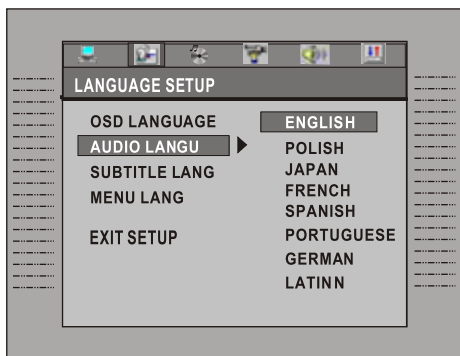 LANGUAGE SETUP
OSD LANGUAGE
AUDIO LANGU
SUBTITLE LANG
MENU LANG
EXIT SETUP
ENGLISH
POLISH
JAPAN
FRENCH
SPANISH
PORTUGUESE
GERMAN
LATINN